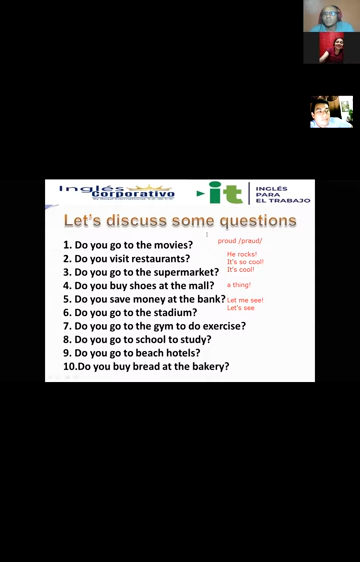 Inglés
Corporativo
it
INGLÉS
PARA
EL TRABAJO
Let's discuss some questions
proud /praud/
1. Do you go to the movies?
2. Do you visit restaurants?
3. Do you go to the supermarket?
4. Do you buy shoes at the mall?
5. Do you save money at the bank?
6. Do you go to the stadium?
7. Do you go to the gym to do exercise?
8. Do you go to school to study?
9. Do you go to beach hotels?
10.Do you buy bread at the bakery?
He rocks!
It's so cool!
It's cool!
a thing!
Let me see!
Let's see